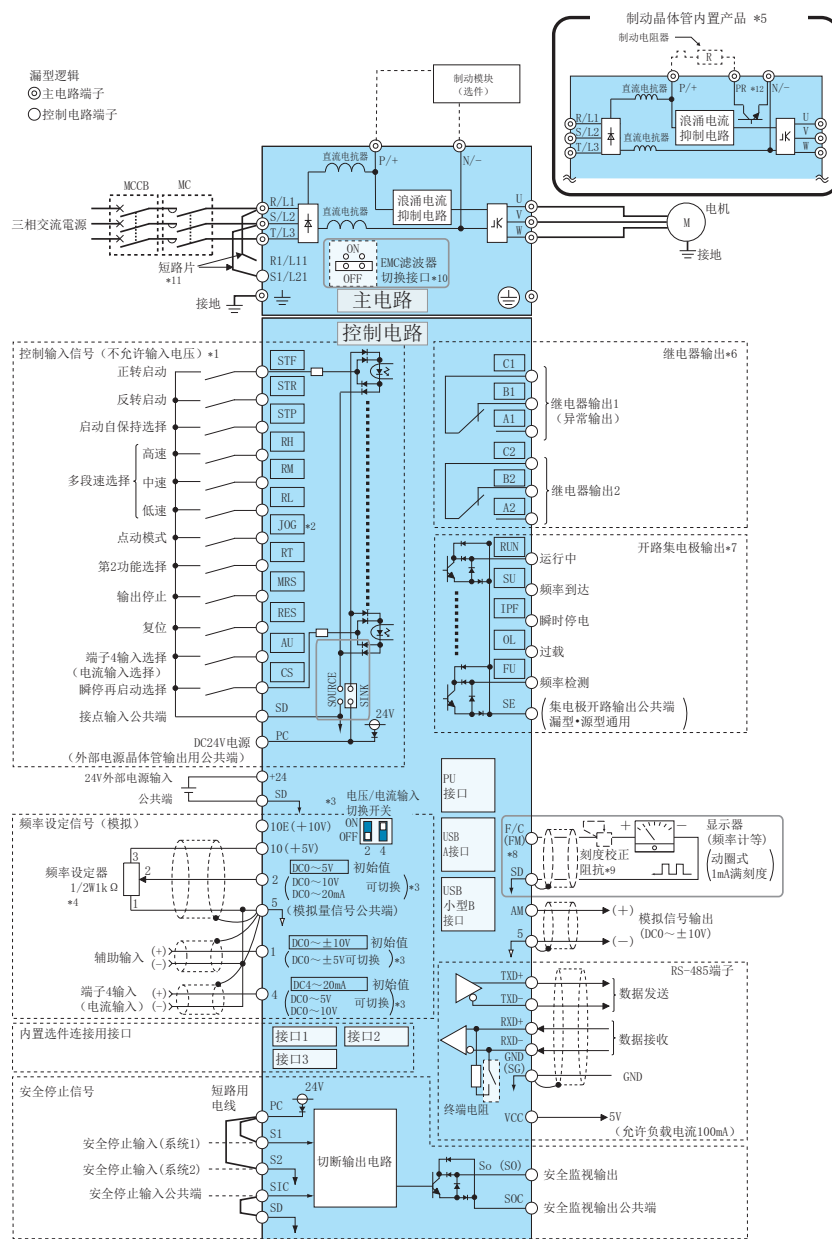 制动晶体管内置产品 *5
制动电阻器
R
P/+
PR *12
N/-
直流电抗器
R/L1
S/L2
T/L3
直流电抗器
浪涌电流
抑制电路
U
V
W
漏型逻辑
主电路端子
控制电路端子
制动模块
(选件)
直流电抗器
P/+
N/-
MCCB
MC
三相交流電源
R/L1
S/L2
T/L3
直流电抗器
浪涌电流
抑制电路
U
V
W
电机
M
接地
短路片
*11
R1/L11
S1/L21
ON
OFF
EMC滤波器
切换接口*10
接地
主电路
控制电路
控制输入信号(不允许输入电压)*1
正转启动
STF
反转启动
STR
启动自保持选择
STP
多段速选择
高速
RH
中速
RM
低速
RL
点动模式
JOG
*2
第2功能选择
RT
输出停止
MRS
复位
RES
端子4输入选择
(电流输入选择)
AU
瞬停再启动选择
CS
接点输入公共端
SD
SOURCE
SINK
24V
DC24V电源
(外部电源晶体管输出用公共端)
PC
24V外部电源输入
+24
公共端
SD
继电器输出*6
C1
B1
A1
继电器输出1
(异常输出)
C2
B2
A2
继电器输出2
开路集电极输出*7
RUN
运行中
SU
频率到达
IPF
瞬时停电
OL
过载
FU
频率检测
SE
集电极开路输出公共端
漏型•源型通用
频率设定信号(模拟)
*3
电压/电流输入
切换开关
ON
OFF
2 4
10E(+10V)
10(+5V)
频率设定器
1/2W1kΩ
*4
3
2
1
2
DC0～5V
初始值
DC0～10V
DC0～20mA
可切换
*3
5
(模拟量信号公共端)
辅助输入
(+)
(-)
1
DC0～±10V
初始值
DC0～±5V可切换
*3
端子4输入
(电流输入)
(+)
(-)
4
DC4～20mA
初始值
DC0～5V
DC0～10V
可切换
*3
PU
接口
USB
A接口
USB
小型B
接口
F/C
(FM)
*8
SD
刻度校正
阻抗*9
+
-
显示器
(频率计等)
动圈式
1mA满刻度
AM
5
(+)
(-)
模拟信号输出
(DC0～±10V)
RS-485端子
TXD+
TXD-
数据发送
RXD+
RXD-
数据接收
GND
(SG)
GND
终端电阻
VCC
5V
(允许负载电流100mA)
内置选件连接用接口
接口1
接口2
接口3
安全停止信号
短路用
电线
PC
24V
安全停止输入(系统1)
S1
安全停止输入(系统2)
S2
安全停止输入公共端
SIC
SD
切断输出电路
So (SO)
安全监视输出
SOC
安全监视输出公共端